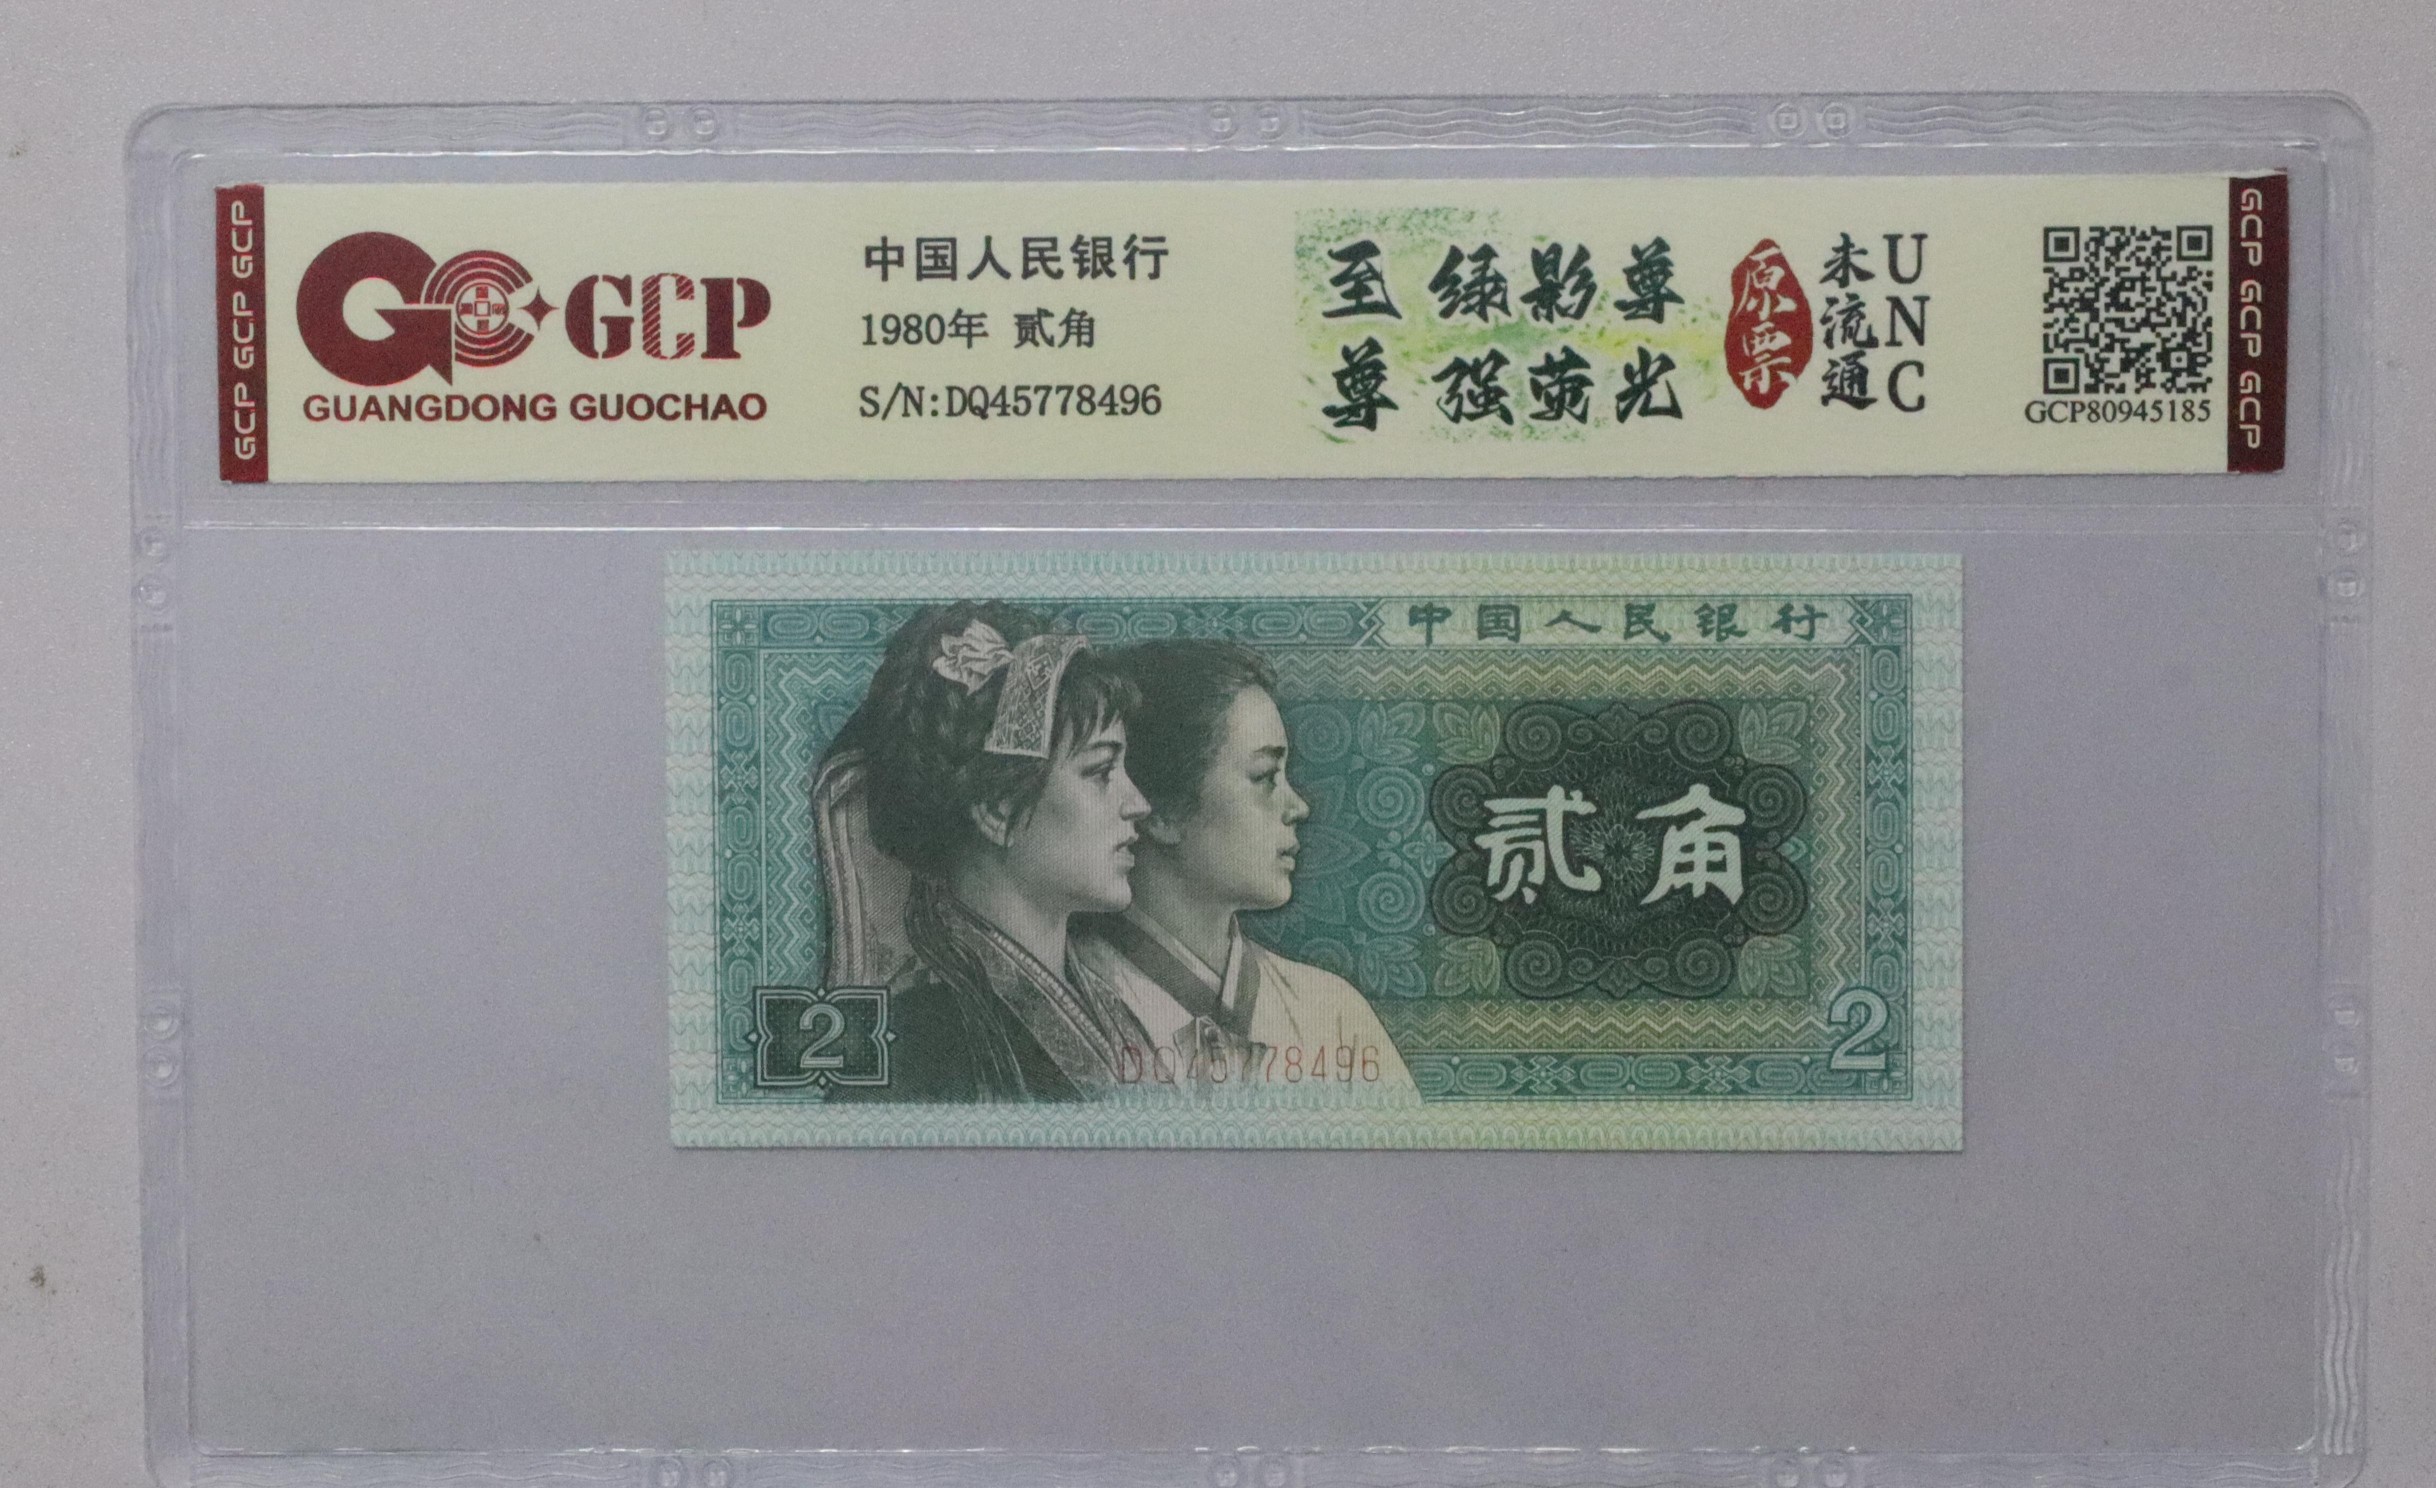 GCP GCP GCP
GCP
GUANGDONG GUOCHAO
中国人民银行
1980年 贰角
S/N:DQ45778496
至尊
绿影尊
强荧光
原票
未流通
UNC
GCP80945185
GCP GCP GCP
中国人民银行
贰角
2
2
DQ45778496